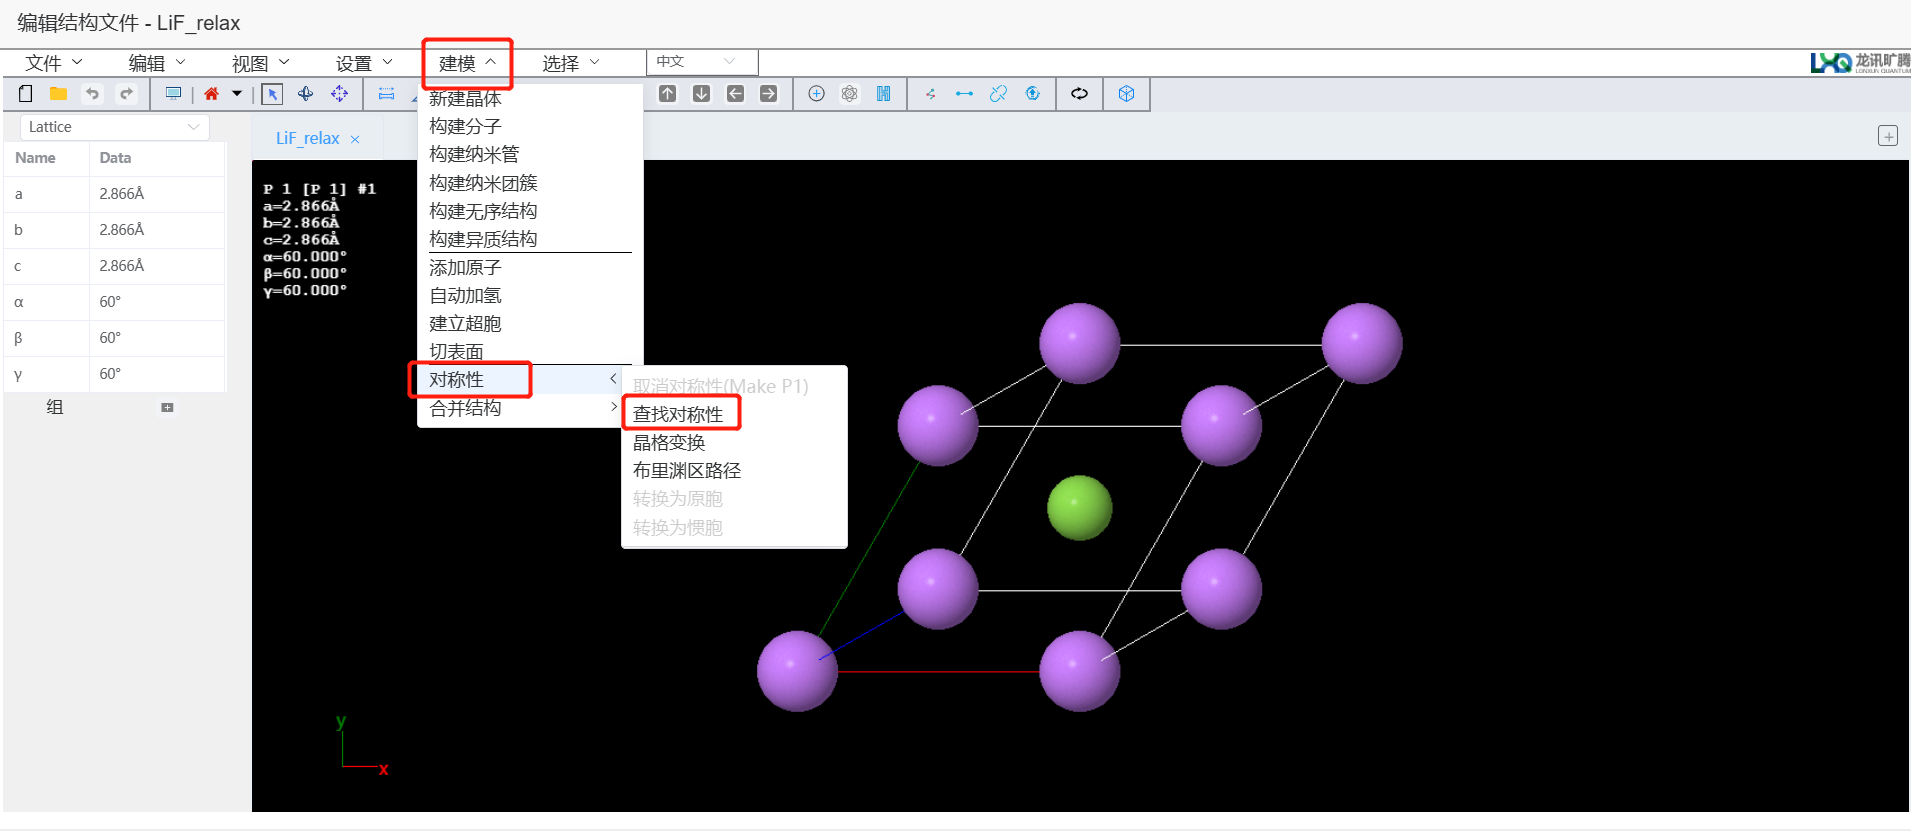 编辑结构文件 - LiF_relax
文件 编辑 视图 设置 建模 选择 中文
LXQ 龙讯旷腾
LONXUN QUANTUM
Lattice
LiF_relax ×
Name Data
a 2.866Å
b 2.866Å
c 2.866Å
α 60°
β 60°
γ 60°
组
新建晶体
构建分子
构建纳米管
构建纳米团簇
构建无序结构
构建异质结构
添加原子
自动加氢
建立超胞
切表面
对称性
合并结构
取消对称性(Make P1)
查找对称性
晶格变换
布里渊区路径
转换为原胞
转换为惯胞
P 1 [P 1] #1
a=2.866Å
b=2.866Å
c=2.866Å
α=60.000°
β=60.000°
γ=60.000°
y
x